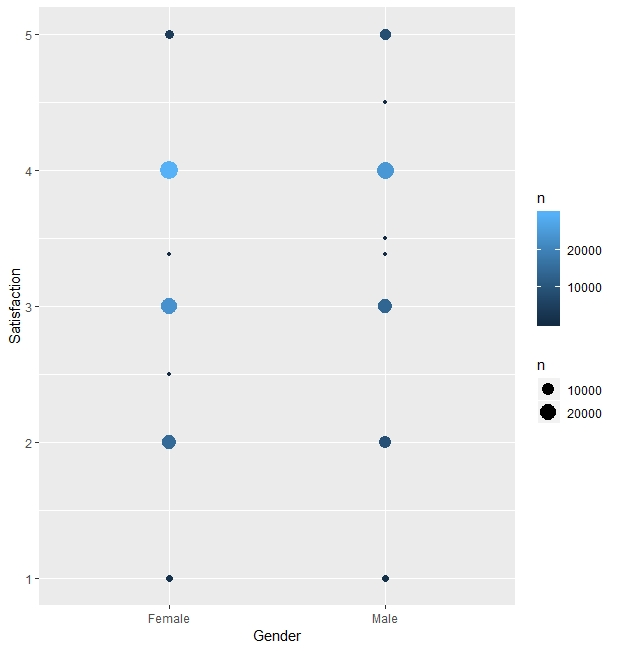 5
4
3
2
1
Satisfaction
Female Male
Gender
n
20000
10000
n
10000
20000